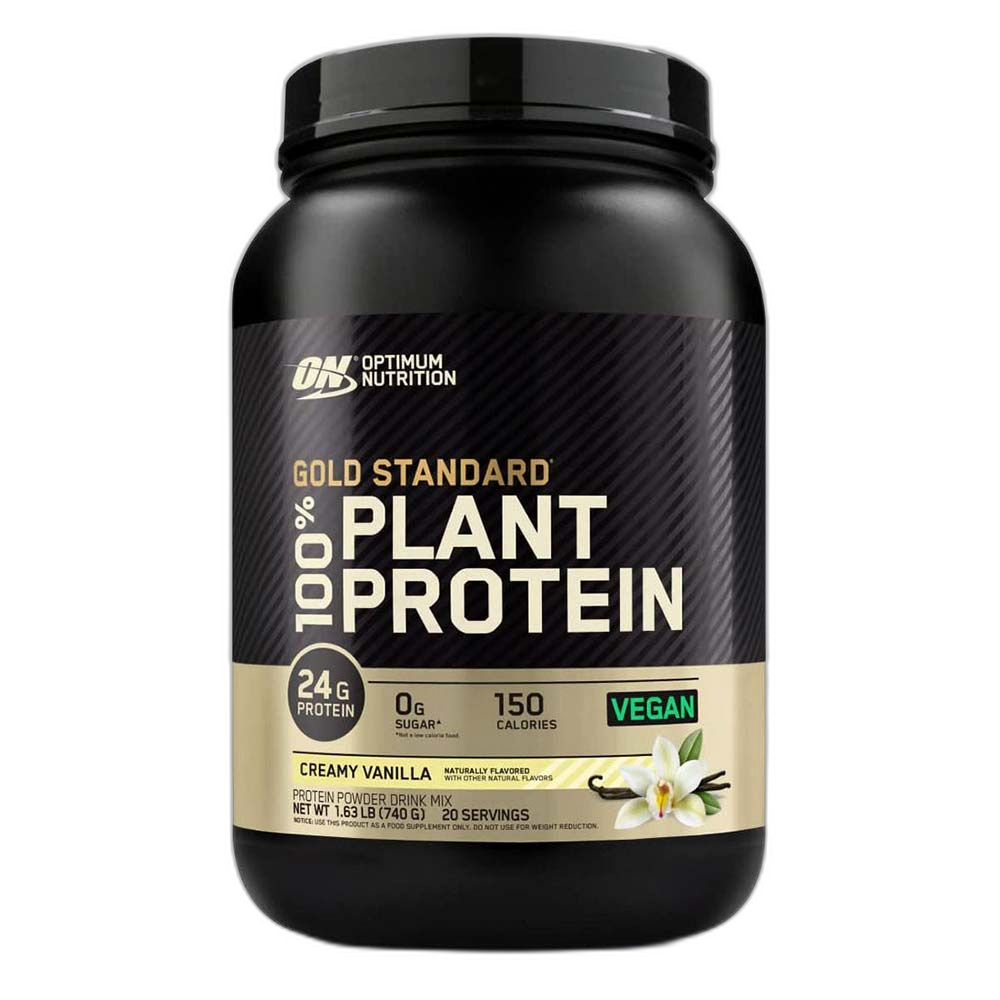 ON® OPTIMUM
NUTRITION
GOLD STANDARD®
100% PLANT
PROTEIN
24G
PROTEIN
0G
SUGAR▲
*Not a low calorie food.
150
CALORIES
VEGAN
CREAMY VANILLA
NATURALLY FLAVORED
WITH OTHER NATURAL FLAVORS
PROTEIN POWDER DRINK MIX
NET WT 1.63 LB (740 G) 20 SERVINGS
NOTICE: USE THIS PRODUCT AS A FOOD SUPPLEMENT ONLY. DO NOT USE FOR WEIGHT REDUCTION.